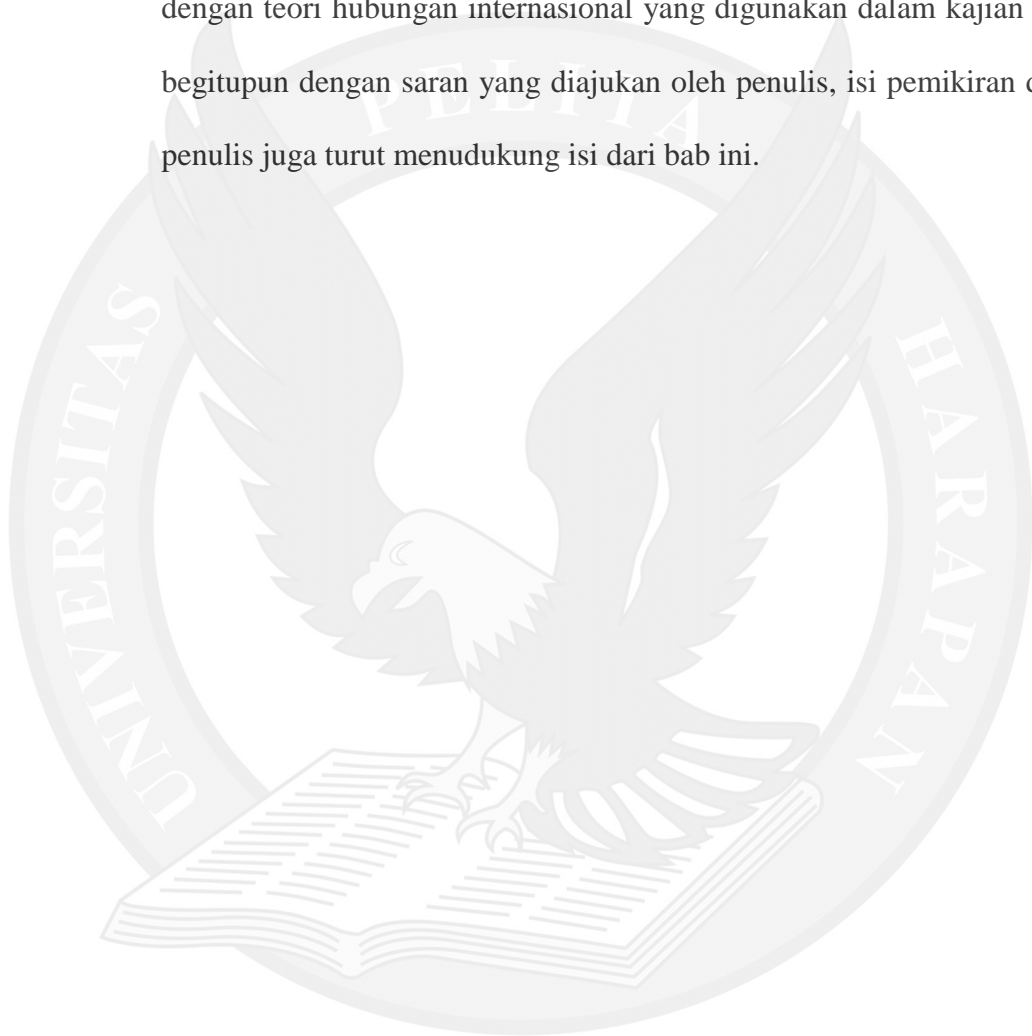 dengan teori hubungan internasional yang digunakan dalam kajian
begitupun dengan saran yang diajukan oleh penulis, isi pemikiran
penulis juga turut menudukung isi dari bab ini.
UNIVERSITAS PELITA HARAPAN